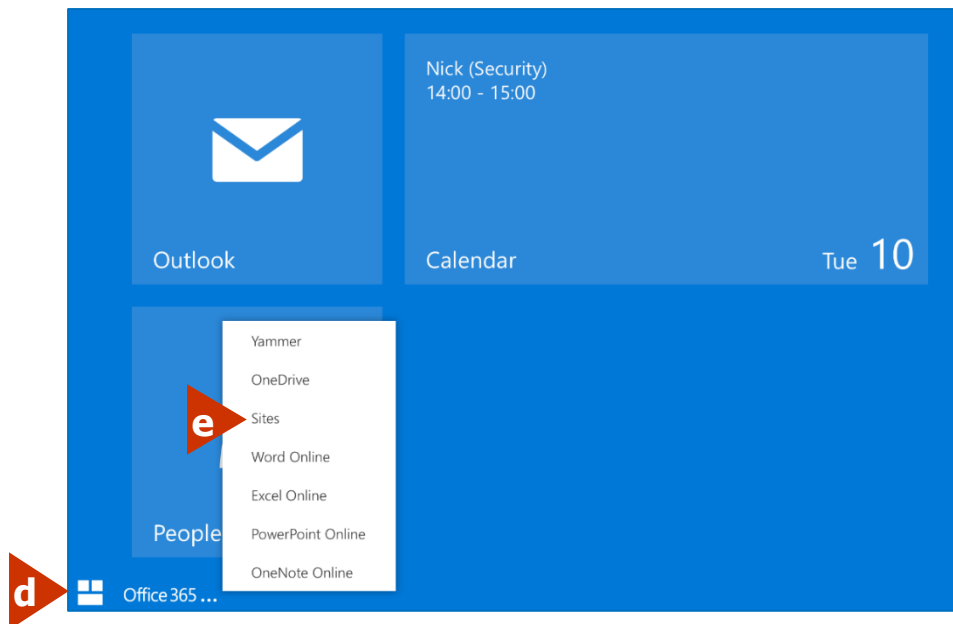 Nick (Security)
14:00 - 15:00
Outlook
Calendar
Tue 10
Yammer
OneDrive
e
Sites
Word Online
Excel Online
People
PowerPoint Online
OneNote Online
d
Office 365 ...